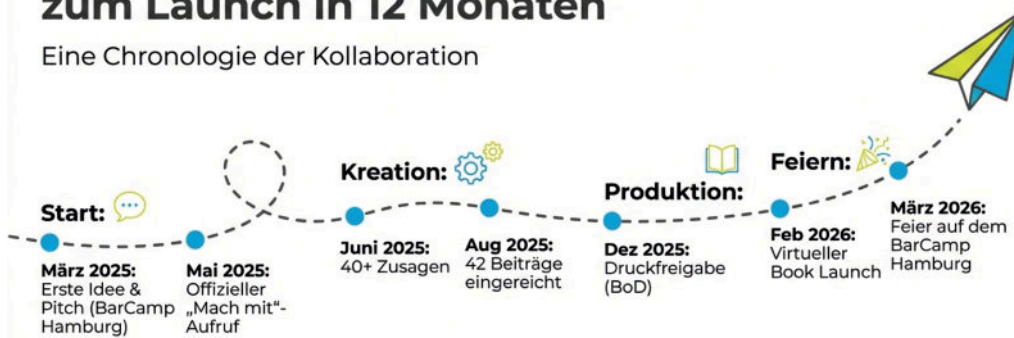 zum Launch in 12 Monaten
Eine Chronologie der Kollaboration
Start:
März 2025:
Erste Idee &
Pitch (BarCamp
Hamburg)
Mai 2025:
Offizieller
„Mach mit“-
Aufruf
Kreation:
Juni 2025:
40+ Zusagen
Aug 2025:
42 Beiträge
eingereicht
Produktion:
Dez 2025:
Druckfreigabe
(BoD)
Feiern:
Feb 2026:
Virtueller
Book Launch
März 2026:
Feier auf dem
BarCamp
Hamburg